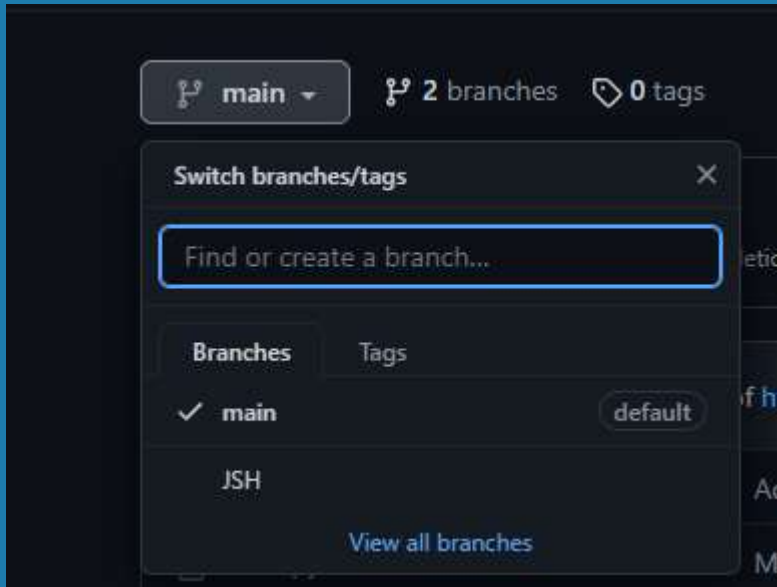 main 2 branches 0 tags
Switch branches/tags
Find or create a branch...
Branches Tags
main default
of h
JSH
View all branches